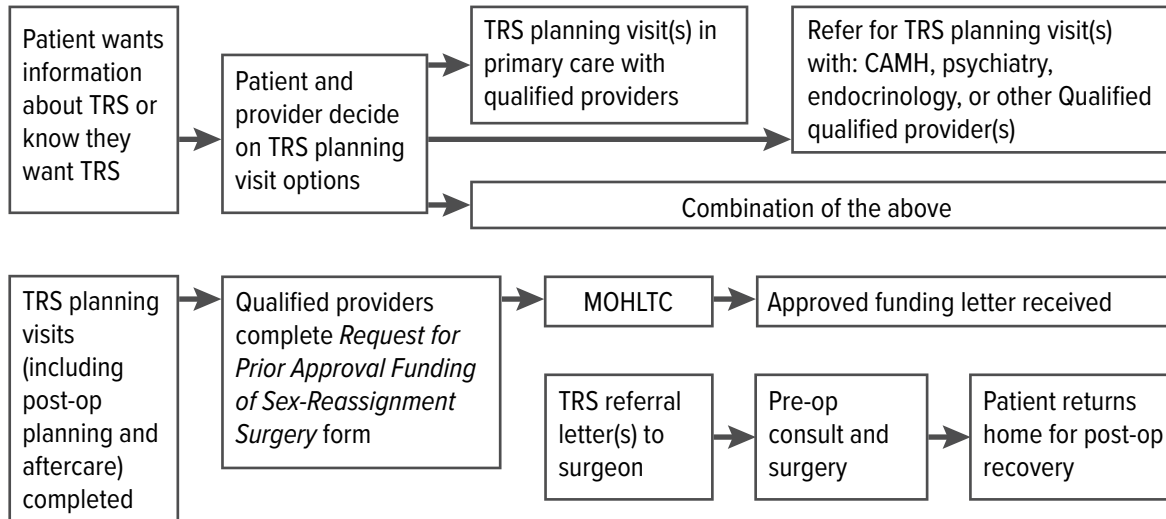 Patient wants
information
about TRS or
know they
want TRS
Patient and
provider decide
on TRS planning
visit options
TRS planning visit(s) in
primary care with
qualified providers
Refer for TRS planning visit(s)
with: CAMH, psychiatry,
endocrinology, or other Qualified
qualified provider(s)
Combination of the above
TRS planning
visits
(including
post-op
planning and
aftercare)
completed
Qualified providers
complete Request for
Prior Approval Funding
of Sex-Reassignment
Surgery form
MOHLTC
Approved funding letter received
TRS referral
letter(s) to
surgeon
Pre-op
consult and
surgery
Patient returns
home for post-op
recovery